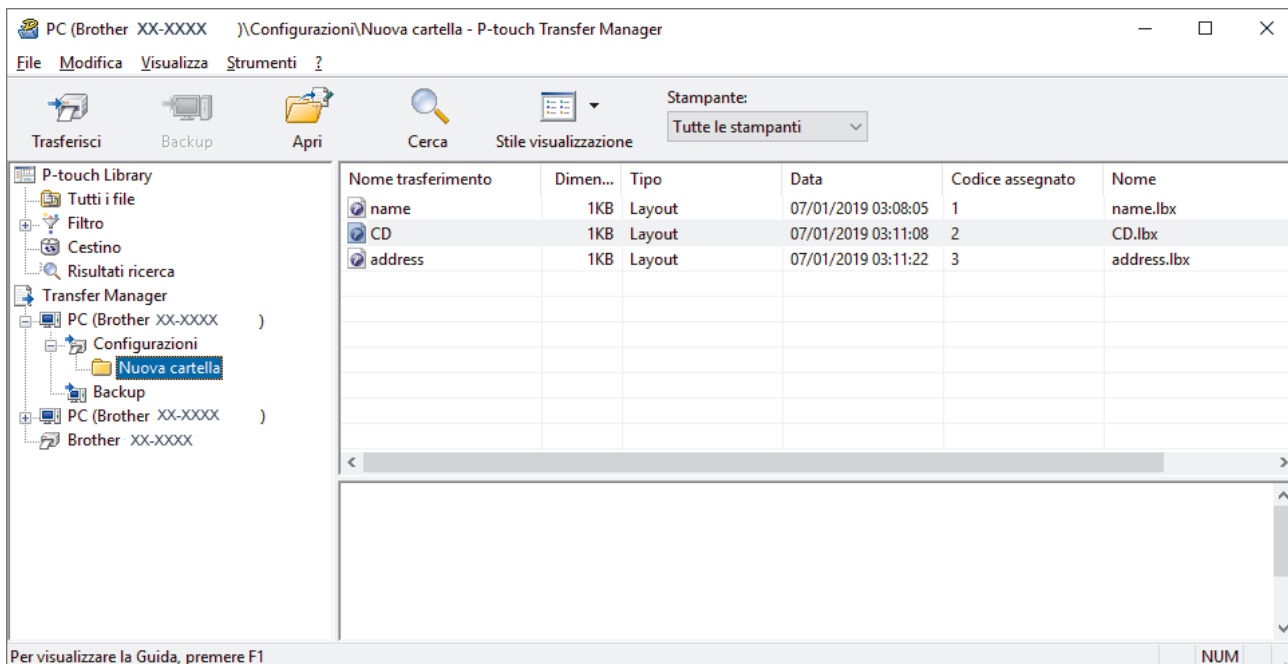 PC (Brother XX-XXXX )\Configurazioni\Nuova cartella - P-touch Transfer Manager
File Modifica Visualizza Strumenti ?
Trasferisci Backup Apri Cerca Stile visualizzazione
Stampante:
Tutte le stampanti
P-touch Library
Tutti i file
Filtro
Cestino
Risultati ricerca
Transfer Manager
PC (Brother XX-XXXX )
Configurazioni
Nuova cartella
Backup
PC (Brother XX-XXXX )
Brother XX-XXXX
Nome trasferimento Dimen... Tipo Data Codice assegnato Nome
name 1KB Layout 07/01/2019 03:08:05 1 name.lbx
CD 1KB Layout 07/01/2019 03:11:08 2 CD.lbx
address 1KB Layout 07/01/2019 03:11:22 3 address.lbx
Per visualizzare la Guida, premere F1
NUM